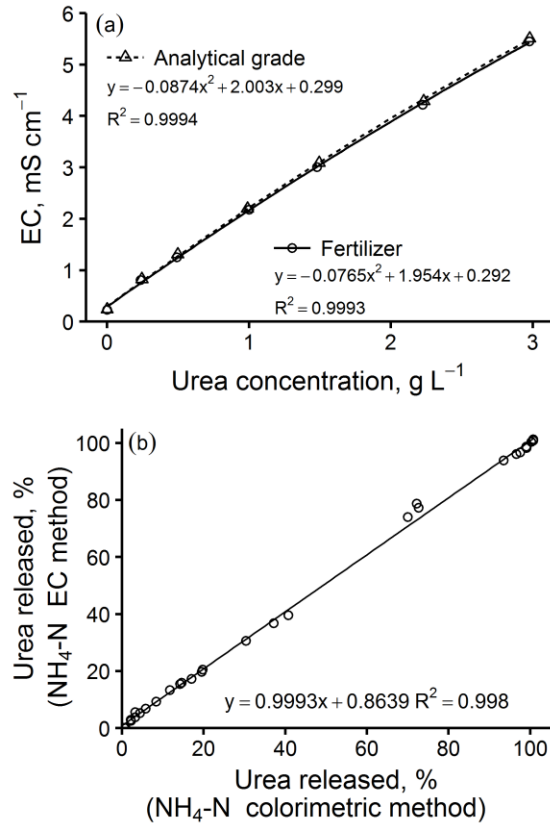 (a)
Analytical grade
y=−0.0874x²+2.003x+0.299
R²=0.9994
Fertilizer
y=−0.0765x²+1.954x+0.292
R²=0.9993
EC, mS cm⁻¹
6
5
4
3
2
1
0
0
1
2
3
Urea concentration, g L⁻¹
(b)
Urea released, %
(NH₄-N EC method)
100
80
60
40
20
0
y=0.9993x+0.8639 R²=0.998
0
20
40
60
80
100
Urea released, %
(NH₄-N colorimetric method)